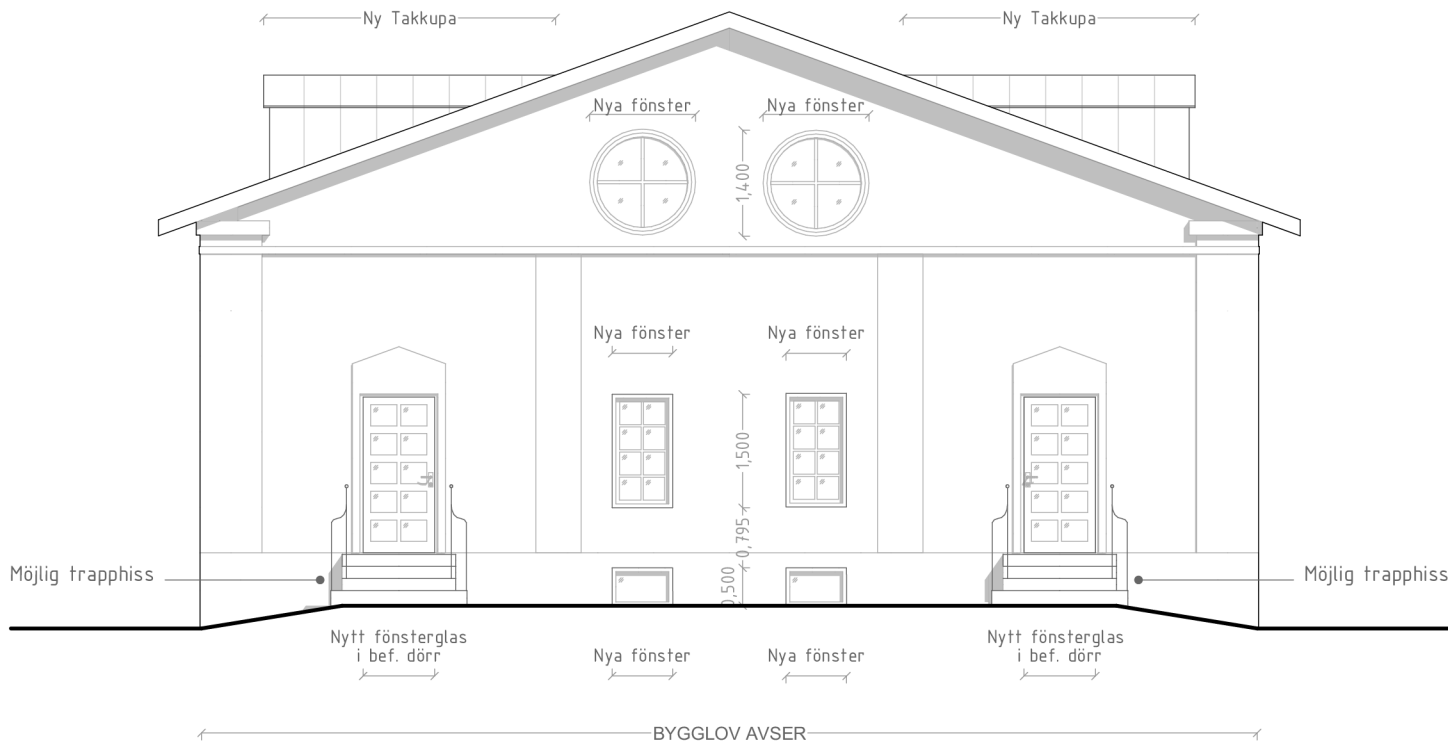 Ny Takkupa
Ny Takkupa
Nya fönster
Nya fönster
1,400
Nya fönster
Nya fönster
1,500
0,795
0,500
Möjlig trapphiss
Möjlig trapphiss
Nytt fönsterglas
i bef. dörr
Nya fönster
Nya fönster
Nytt fönsterglas
i bef. dörr
BYGGLOV AVSER